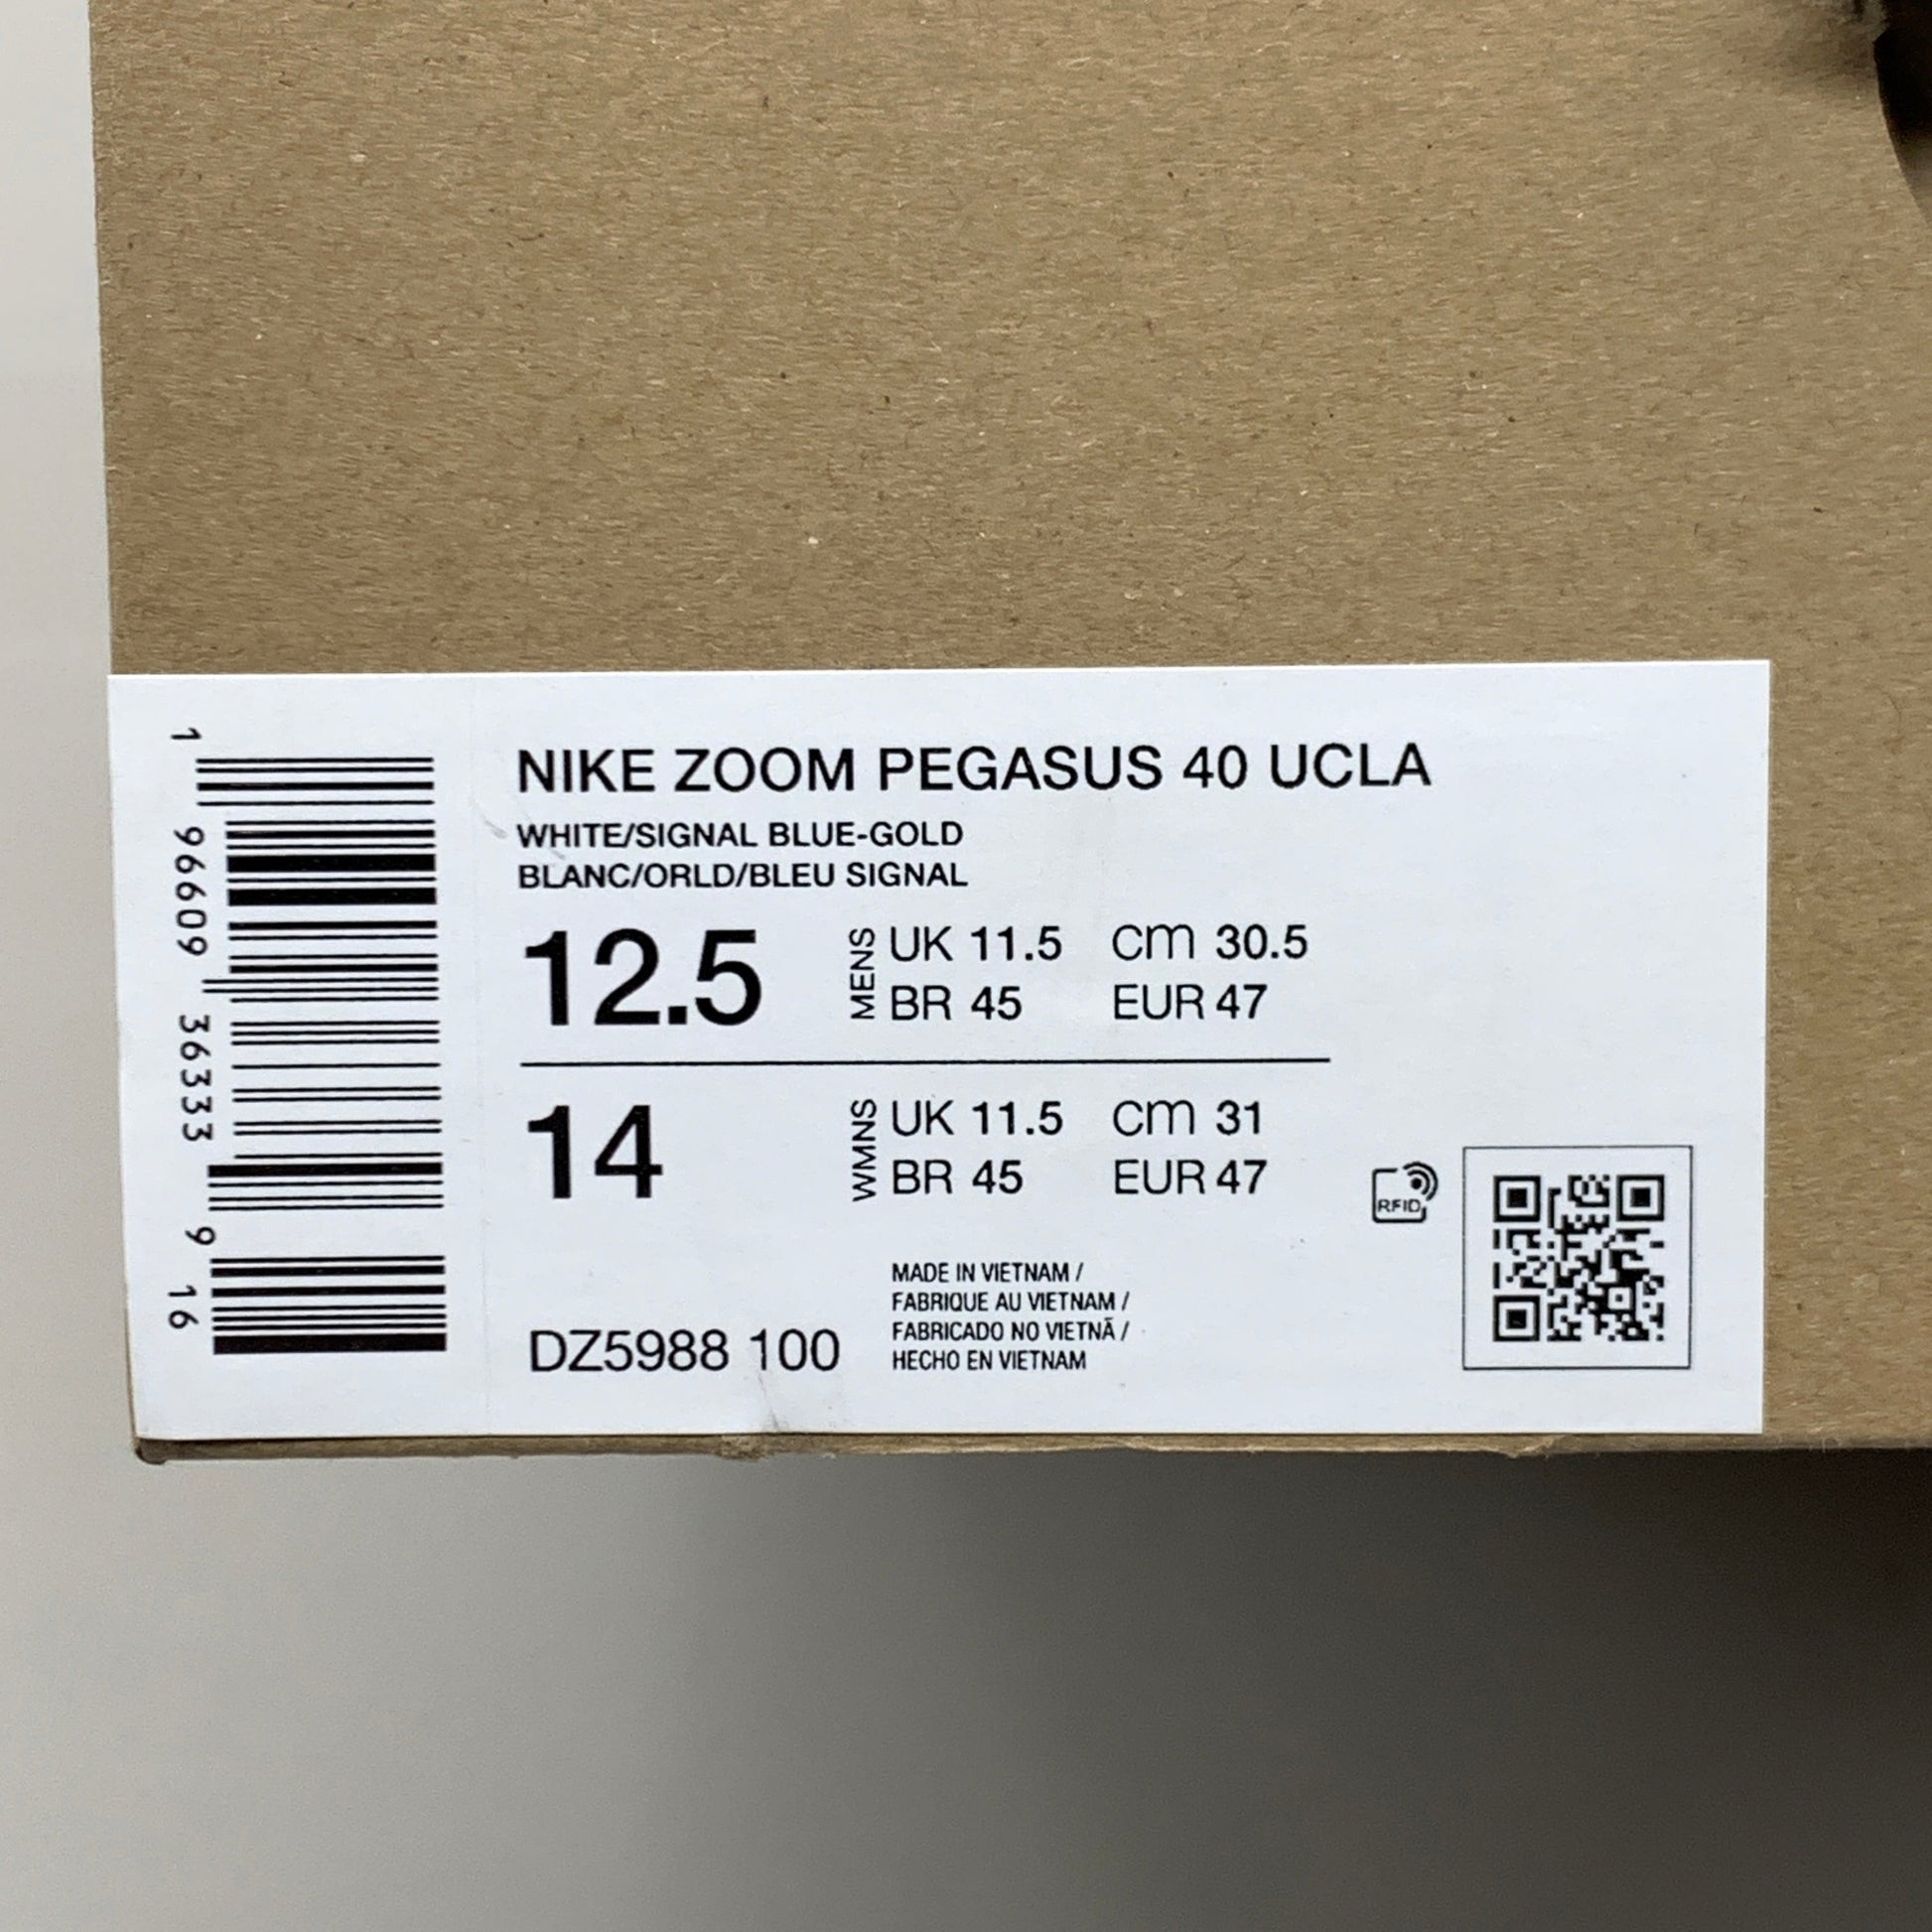 1 96609 36333 9 16
NIKE ZOOM PEGASUS 40 UCLA
WHITE/SIGNAL BLUE-GOLD
BLANC/ORLD/BLEU SIGNAL
12.5 MENS UK 11.5 cm 30.5
BR 45 EUR 47
14 WMNS UK 11.5 cm 31
BR 45 EUR 47
RFID
MADE IN VIETNAM /
FABRIQUE AU VIETNAM /
FABRICADO NO VIETNÃ /
HECHO EN VIETNAM
DZ5988 100